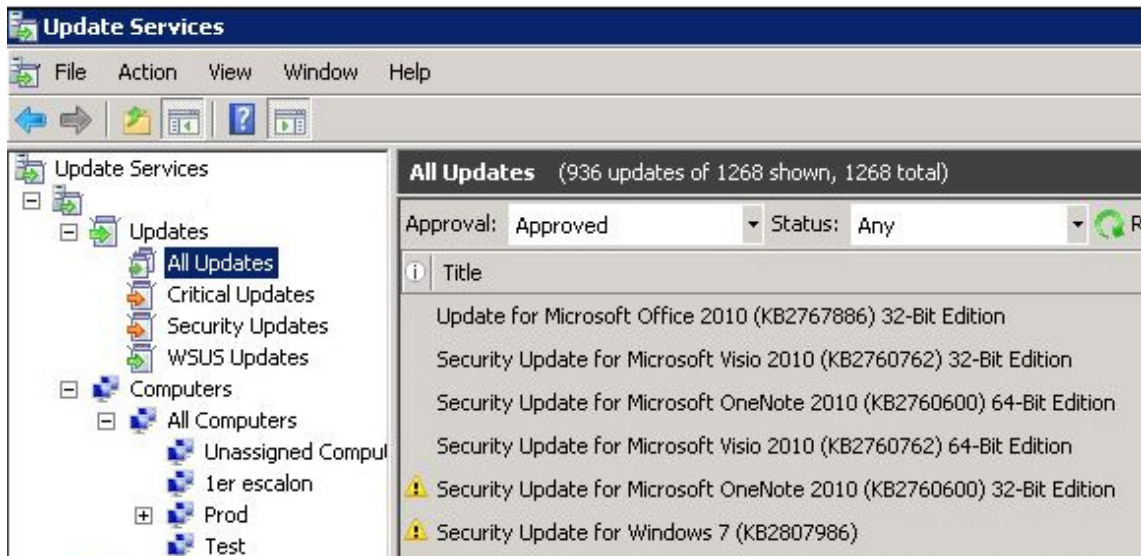 Update Services
File Action View Window Help
Update Services
Updates
All Updates
Critical Updates
Security Updates
WSUS Updates
Computers
All Computers
Unassigned Comput
1er escalon
Prod
Test
All Updates (936 updates of 1268 shown, 1268 total)
Approval: Approved Status: Any R
Title
Update for Microsoft Office 2010 (KB2767886) 32-Bit Edition
Security Update for Microsoft Visio 2010 (KB2760762) 32-Bit Edition
Security Update for Microsoft OneNote 2010 (KB2760600) 64-Bit Edition
Security Update for Microsoft Visio 2010 (KB2760762) 64-Bit Edition
Security Update for Microsoft OneNote 2010 (KB2760600) 32-Bit Edition
Security Update for Windows 7 (KB2807986)